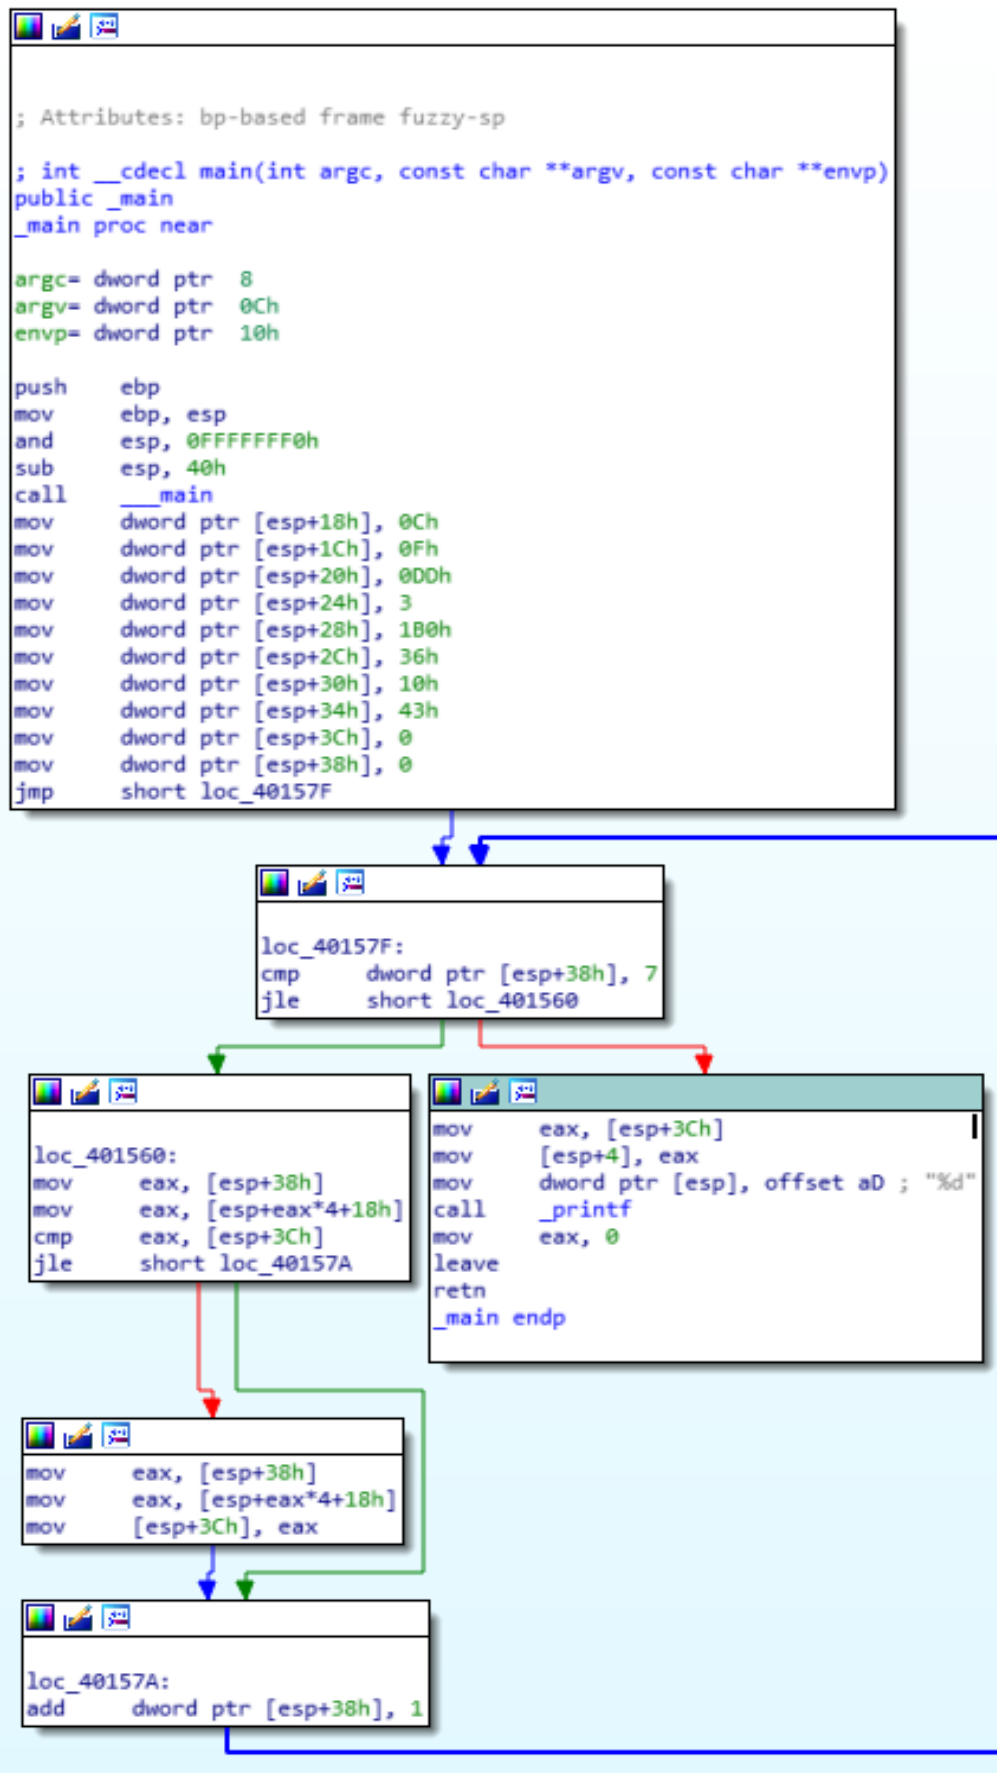 ; Attributes: bp-based frame fuzzy-sp
; int __cdecl main(int argc, const char **argv, const char **envp)
public _main
_main proc near
argc= dword ptr  8
argv= dword ptr  0Ch
envp= dword ptr  10h
push    ebp
mov     ebp, esp
and     esp, 0FFFFFFF0h
sub     esp, 40h
call    ___main
mov     dword ptr [esp+18h], 0Ch
mov     dword ptr [esp+1Ch], 0Fh
mov     dword ptr [esp+20h], 0DDh
mov     dword ptr [esp+24h], 3
mov     dword ptr [esp+28h], 1B0h
mov     dword ptr [esp+2Ch], 36h
mov     dword ptr [esp+30h], 10h
mov     dword ptr [esp+34h], 43h
mov     dword ptr [esp+3Ch], 0
mov     dword ptr [esp+38h], 0
jmp     short loc_40157F
loc_40157F:
cmp     dword ptr [esp+38h], 7
jle     short loc_401560
loc_401560:
mov     eax, [esp+38h]
mov     eax, [esp+eax*4+18h]
cmp     eax, [esp+3Ch]
jle     short loc_40157A
mov     eax, [esp+3Ch]
mov     [esp+4], eax
mov     dword ptr [esp], offset aD ; "%d"
call    _printf
mov     eax, 0
leave
retn
_main endp
mov     eax, [esp+38h]
mov     eax, [esp+eax*4+18h]
mov     [esp+3Ch], eax
loc_40157A:
add     dword ptr [esp+38h], 1